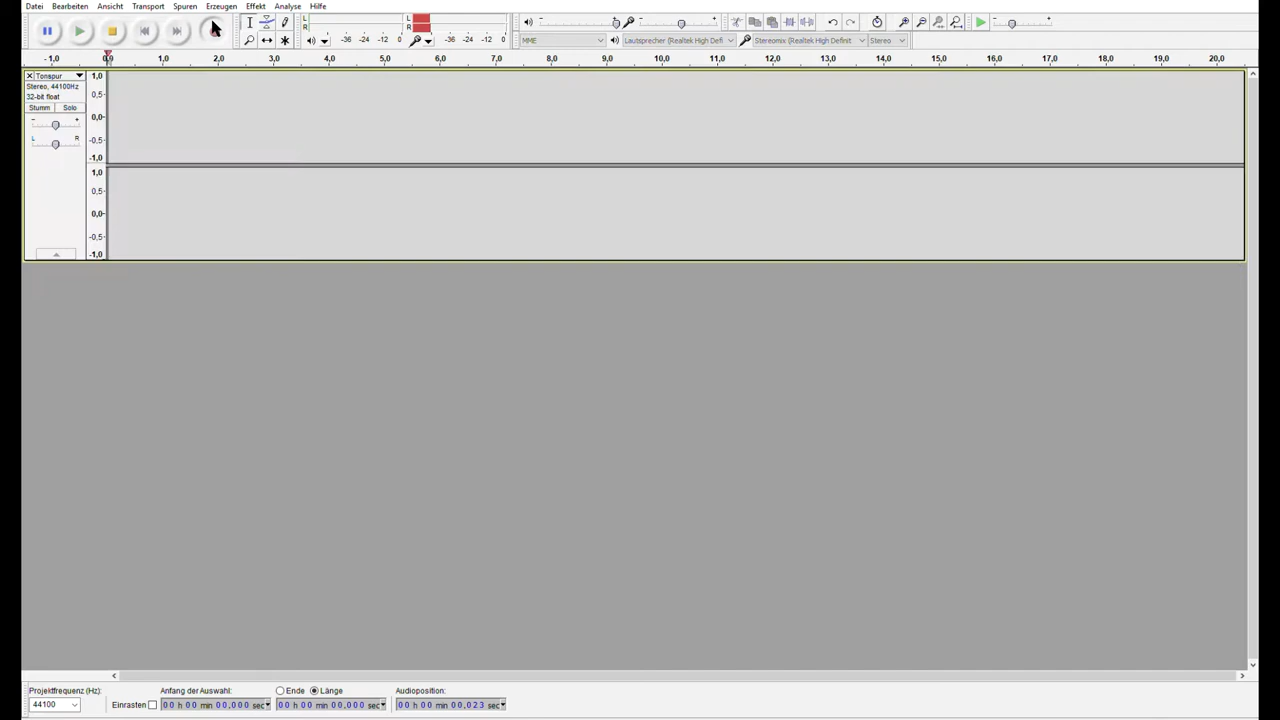 Datei Bearbeiten Ansicht Transport Spuren Erzeugen Effekt Analyse Hilfe
L
R
-36 -24 -12 0
L
R
-36 -24 -12 0
MME Lautsprecher (Realtek High Defi Stereomix (Realtek High Definit Stereo
- 1,0 0,0 1,0 2,0 3,0 4,0 5,0 6,0 7,0 8,0 9,0 10,0 11,0 12,0 13,0 14,0 15,0 16,0 17,0 18,0 19,0 20,0
Tonspur
Stereo, 44100Hz
32-bit float
Stumm Solo
- +
L R
1,0
0,5-
0,0-
-0,5-
-1,0
1,0
0,5-
0,0-
-0,5-
-1,0
Projektfrequenz (Hz): Anfang der Auswahl: Ende Länge Audioposition:
44100 Einrasten 00 h 00 min 00,000 sec 00 h 00 min 00,000 sec 00 h 00 min 00,023 sec